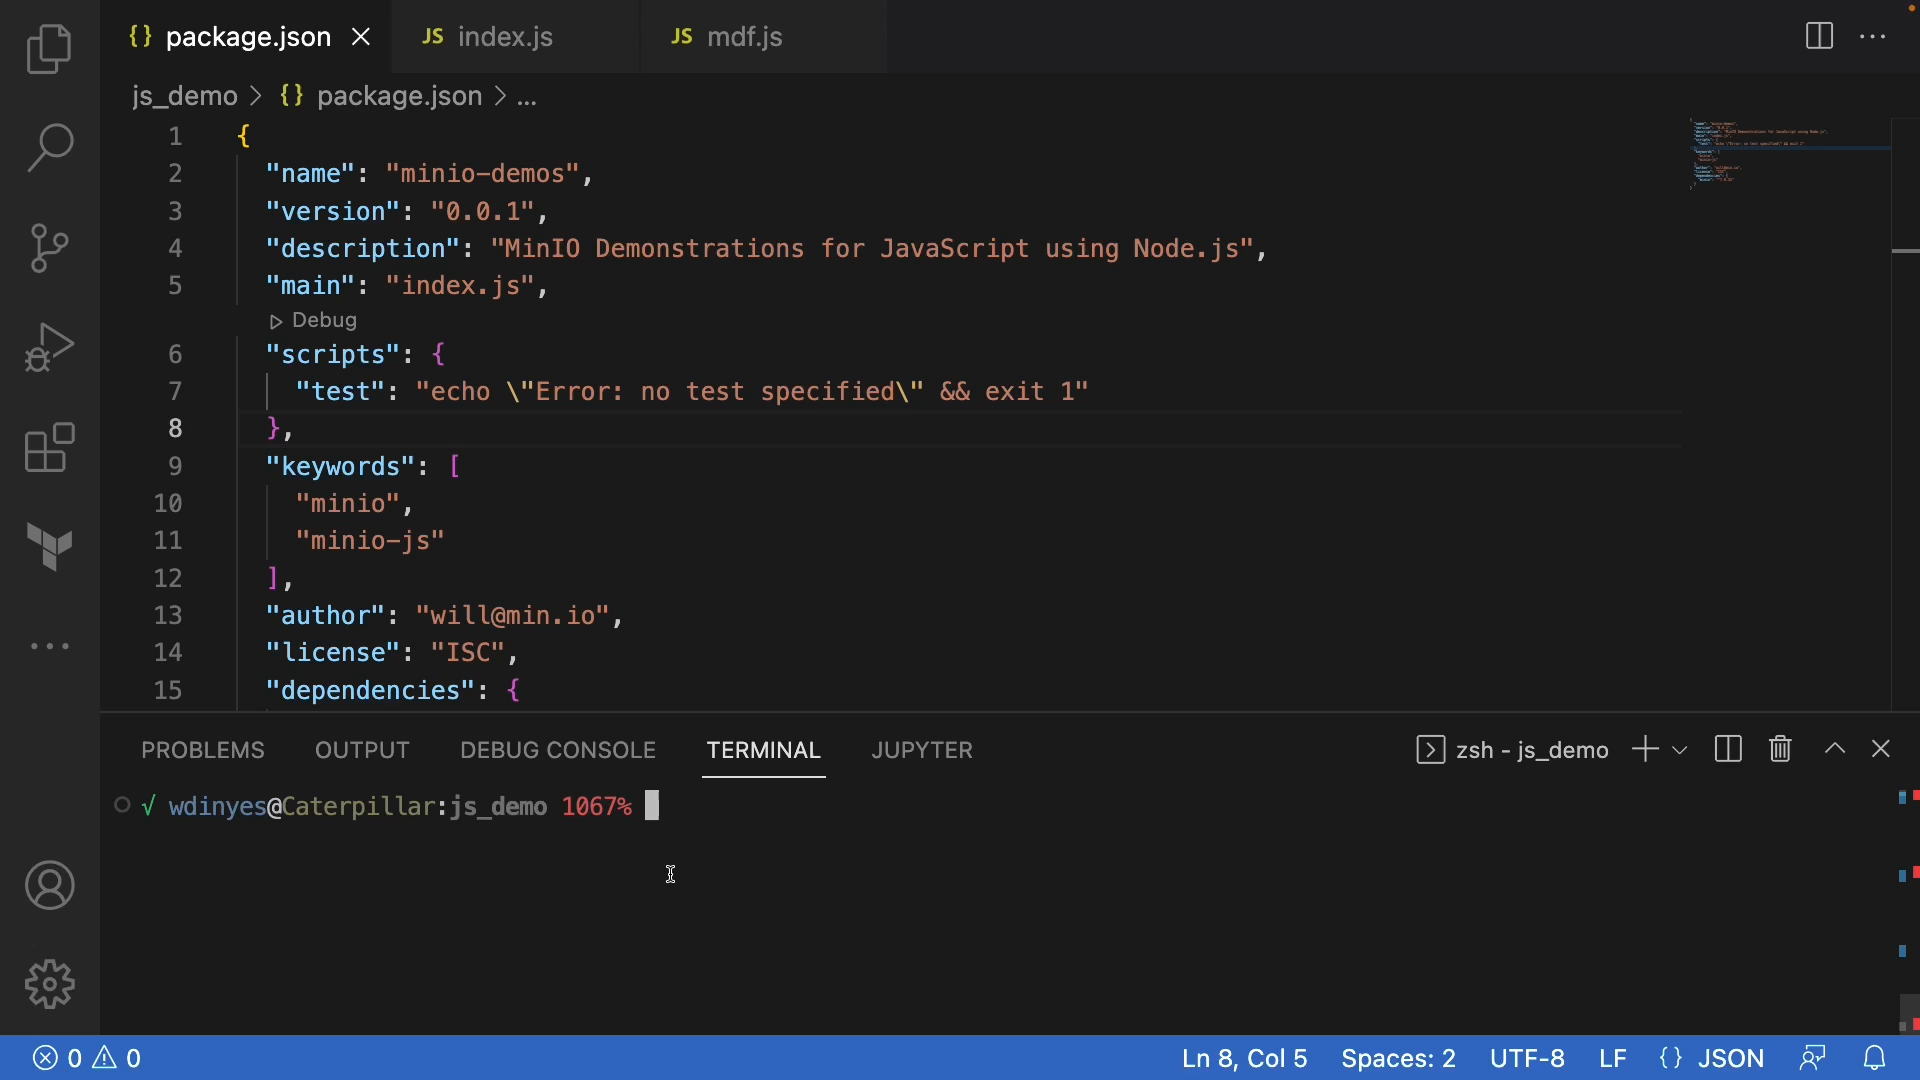 {} package.json JS index.js JS mdf.js
js_demo > {} package.json > ...
1 {
2 "name": "minio-demos",
3 "version": "0.0.1",
4 "description": "MinIO Demonstrations for JavaScript using Node.js",
5 "main": "index.js",
Debug
6 "scripts": {
7 "test": "echo \"Error: no test specified\" && exit 1"
8 },
9 "keywords": [
10 "minio",
11 "minio-js"
12 ],
13 "author": "will@min.io",
14 "license": "ISC",
15 "dependencies": {
PROBLEMS OUTPUT DEBUG CONSOLE TERMINAL JUPYTER zsh - js_demo
√ wdinyes@Caterpillar:js_demo 1067%
0 0 Ln 8, Col 5 Spaces: 2 UTF-8 LF {} JSON